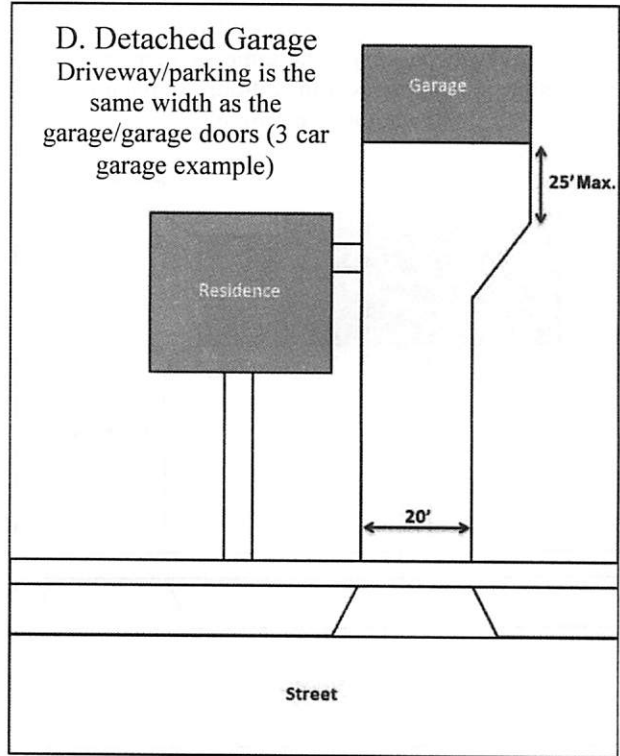 D. Detached Garage
Driveway/parking is the
same width as the
garage/garage doors (3 car
garage example)
Garage
25' Max.
Residence
20'
Street